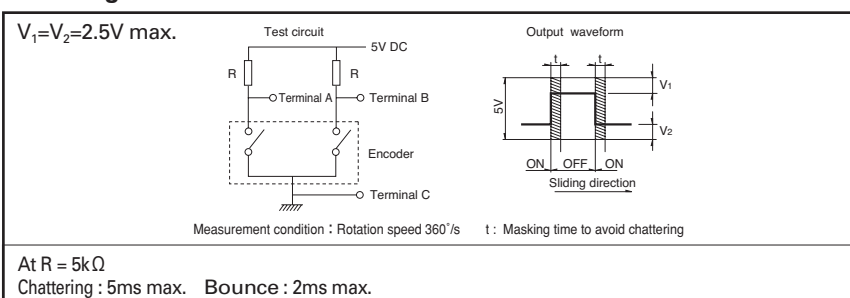 V₁=V₂=2.5V max.
Test circuit
5V DC
R
R
Terminal A
Terminal B
Encoder
Terminal C
Output waveform
t
t
5V
V₁
V₂
ON
OFF
ON
Sliding direction
Measurement condition : Rotation speed 360˚/s
t : Masking time to avoid chattering
At R = 5kΩ
Chattering : 5ms max. Bounce : 2ms max.